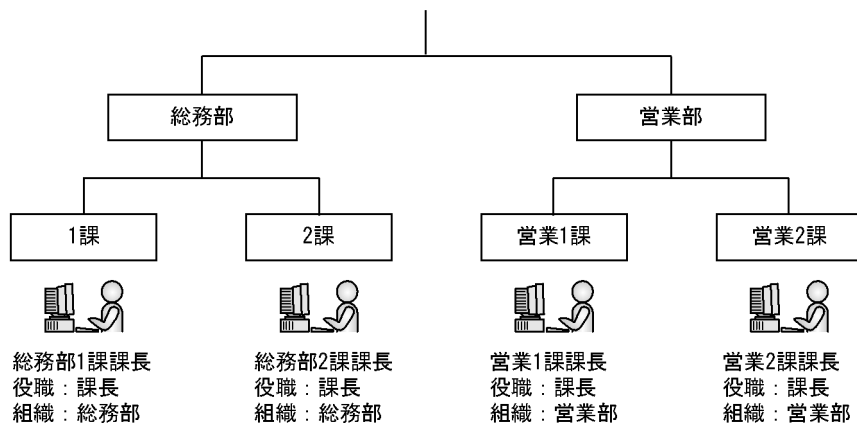 総務部
営業部
1課
2課
営業1課
営業2課
総務部1課課長
役職：課長
組織：総務部
総務部2課課長
役職：課長
組織：総務部
営業1課課長
役職：課長
組織：営業部
営業2課課長
役職：課長
組織：営業部